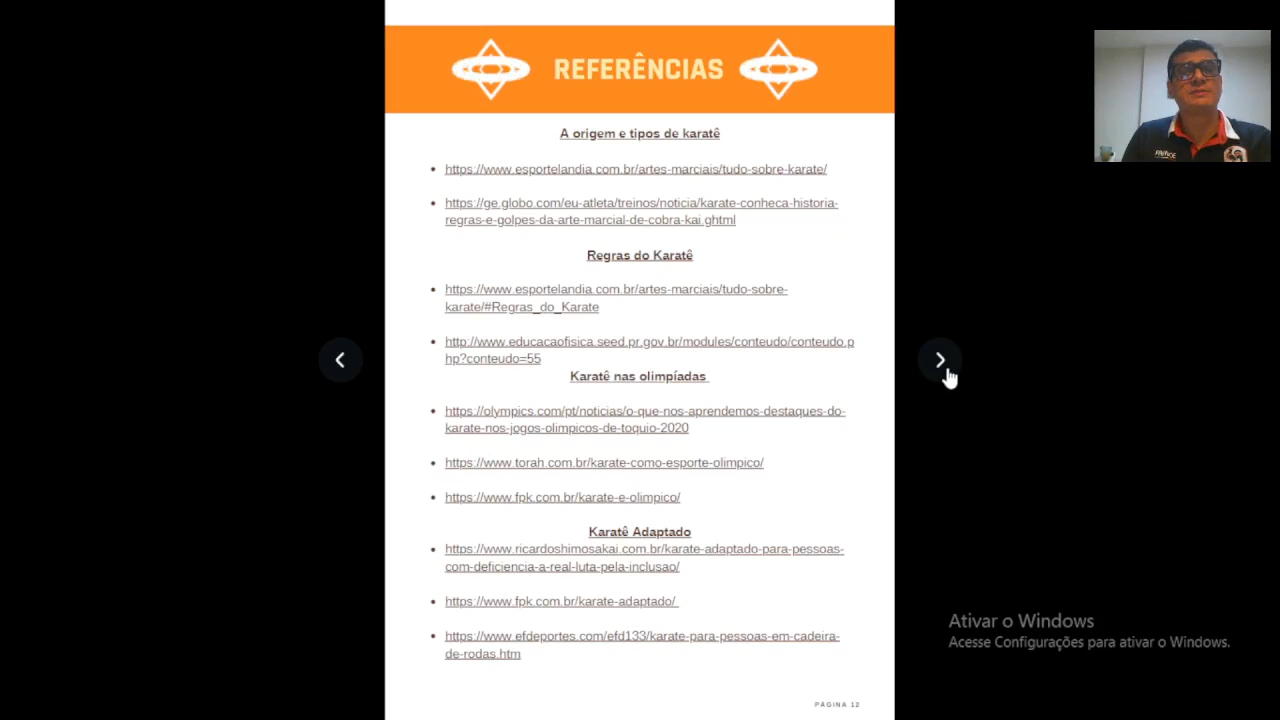 REFERÊNCIAS
A origem e tipos de karatê
https://www.esportelandia.com.br/artes-marciais/tudo-sobre-karate/
https://ge.globo.com/eu-atleta/treinos/noticia/karate-conheca-historia-
regras-e-golpes-da-arte-marcial-de-cobra-kai.ghtml
Regras do Karatê
https://www.esportelandia.com.br/artes-marciais/tudo-sobre-
karate/#Regras_do_Karate
http://www.educacaofisica.seed.pr.gov.br/modules/conteudo/conteudo.p
hp?conteudo=55
Karatê nas olimpíadas
https://olympics.com/pt/noticias/o-que-nos-aprendemos-destaques-do-
karate-nos-jogos-olimpicos-de-toquio-2020
https://www.torah.com.br/karate-como-esporte-olimpico/
https://www.fpk.com.br/karate-e-olimpico/
Karatê Adaptado
https://www.ricardoshimosakai.com.br/karate-adaptado-para-pessoas-
com-deficiencia-a-real-luta-pela-inclusao/
https://www.fpk.com.br/karate-adaptado/
https://www.efdeportes.com/efd133/karate-para-pessoas-em-cadeira-
de-rodas.htm
PÁGINA 12
Ativar o Windows
Acesse Configurações para ativar o Windows.